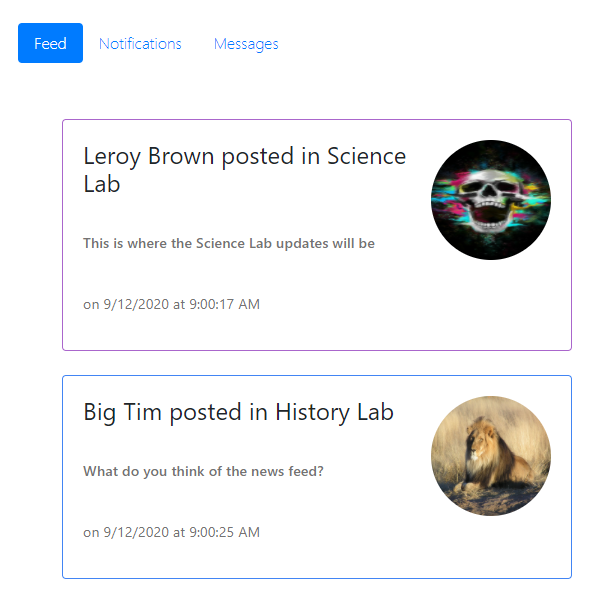 Feed Notifications Messages
Leroy Brown posted in Science
Lab
This is where the Science Lab updates will be
on 9/12/2020 at 9:00:17 AM
Big Tim posted in History Lab
What do you think of the news feed?
on 9/12/2020 at 9:00:25 AM